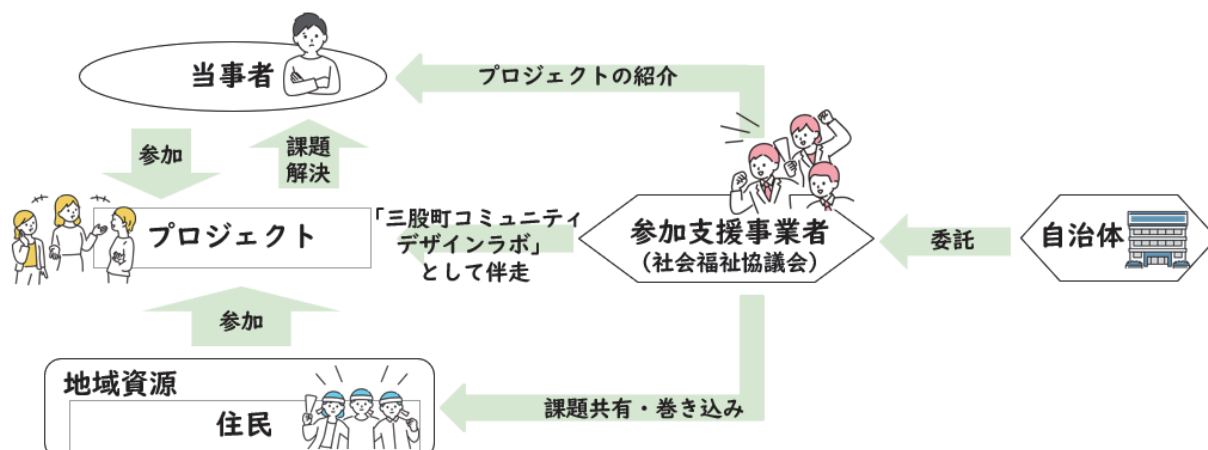 当事者
プロジェクトの紹介
参加
課題
解決
プロジェクト
「三股町コミュニティ
デザインラボ」
として伴走
参加支援事業者
（社会福祉協議会）
委託
自治体
参加
地域資源
住民
課題共有・巻き込み